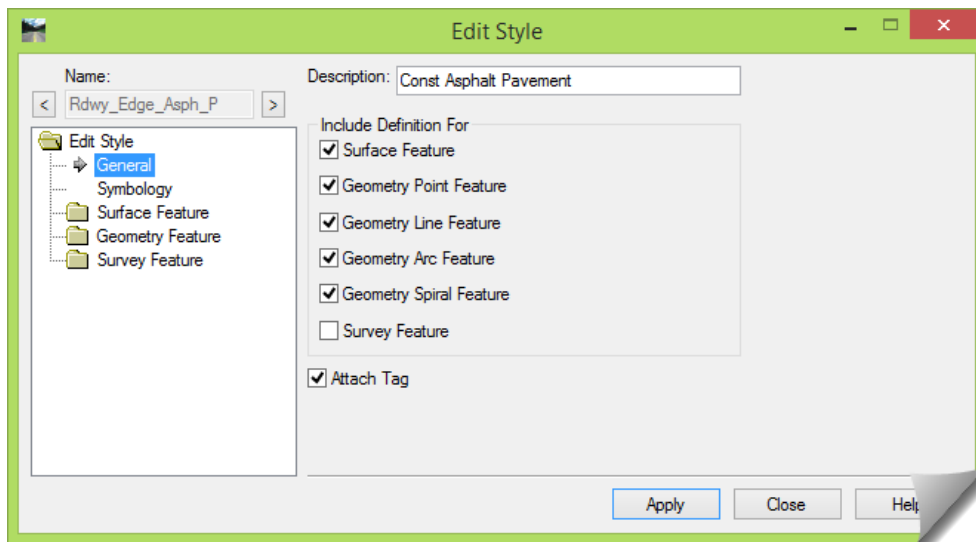 Edit Style
Name:
< Rdwy_Edge_Asph_P >
Description: Const Asphalt Pavement
Edit Style
General
Symbology
Surface Feature
Geometry Feature
Survey Feature
Include Definition For
Surface Feature
Geometry Point Feature
Geometry Line Feature
Geometry Arc Feature
Geometry Spiral Feature
Survey Feature
Attach Tag
Apply Close Help